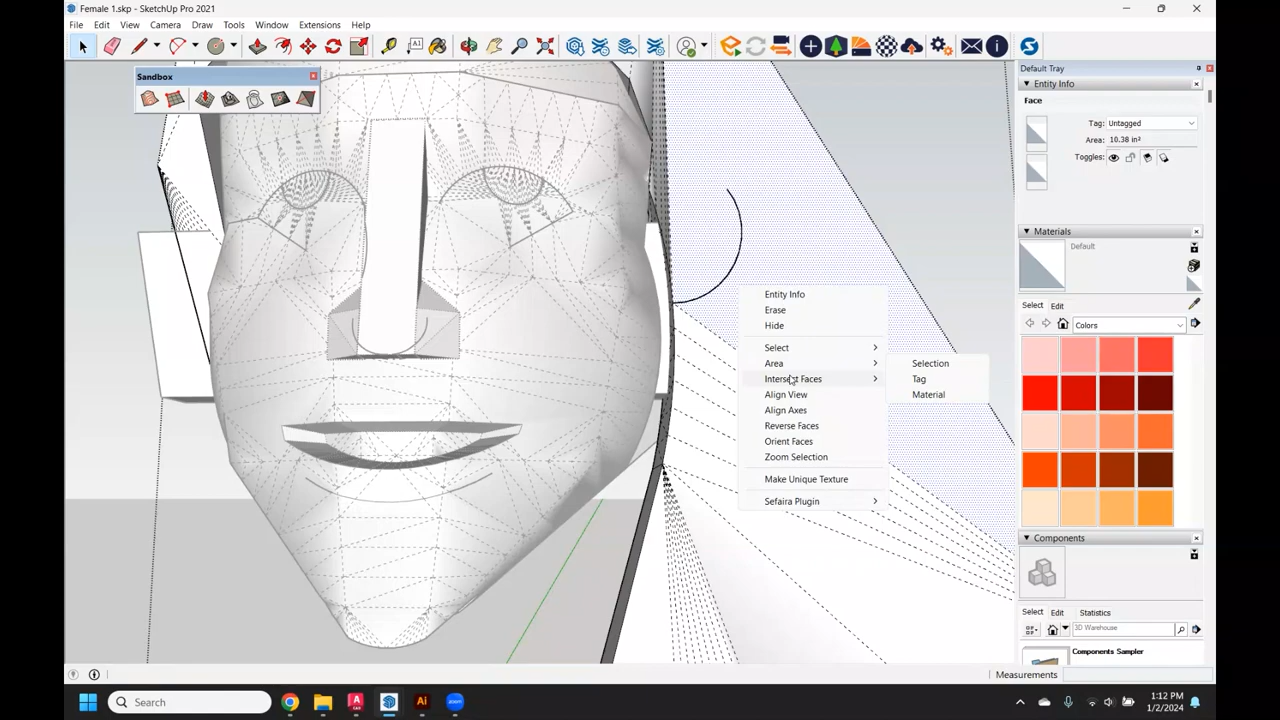 Female 1.skp - SketchUp Pro 2021
File Edit View Camera Draw Tools Window Extensions Help
A1
Sandbox
Default Tray
Entity Info
Face
Tag: Untagged
Area: 10.38 in²
Toggles:
Materials
Default
Select Edit
Colors
Entity Info
Erase
Hide
Select
Area
Intersect Faces
Align View
Align Axes
Reverse Faces
Orient Faces
Zoom Selection
Make Unique Texture
Sefaira Plugin
Selection
Tag
Material
Components
Select Edit Statistics
3D Warehouse
Components Sampler
Measurements
Search
A
Ai
zoom
1:12 PM
1/2/2024